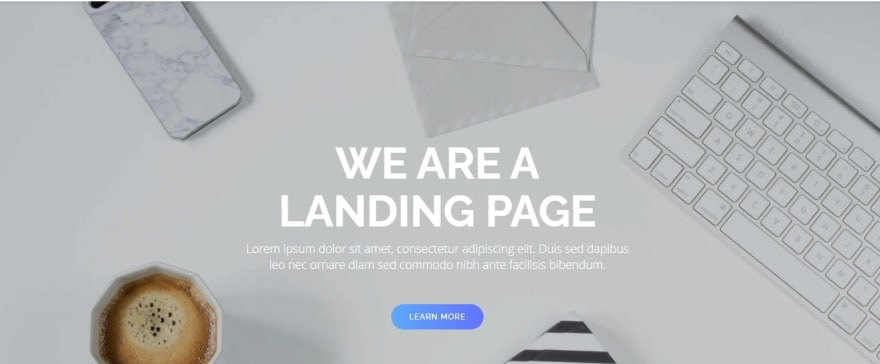 WE ARE A
LANDING PAGE
Lorem ipsum dolor sit amet, consectetur adipiscing elit. Duis sed dapibus
leo nec ornare diam sed commodo nibh ante facilisis bibendum.
LEARN MORE